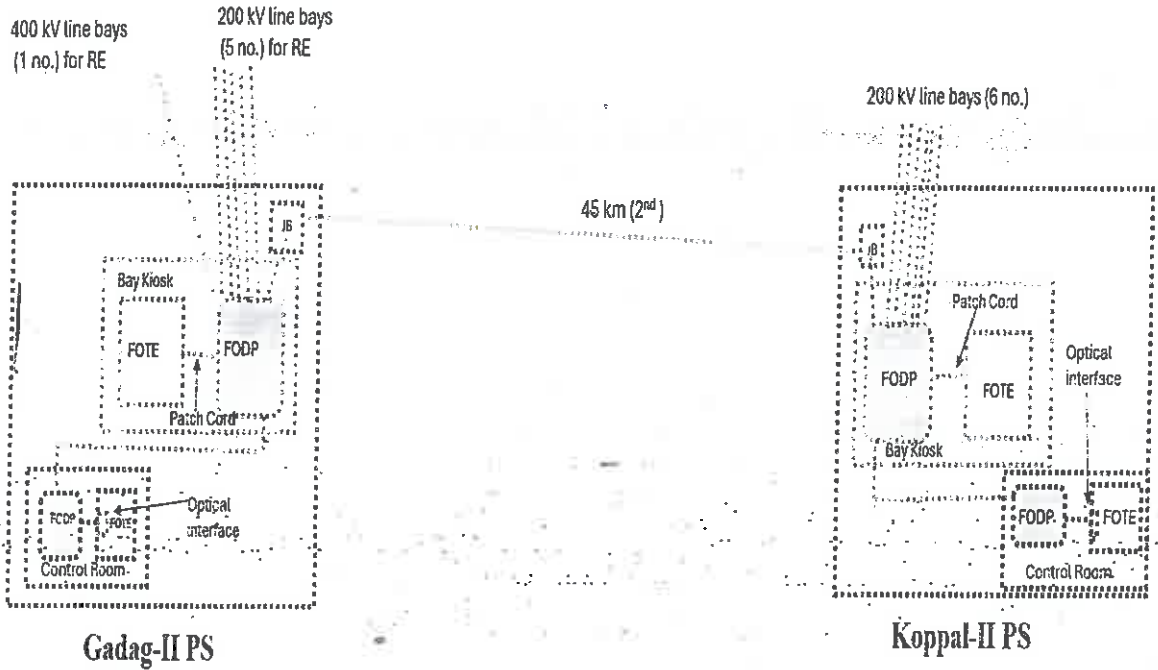 400 kV line bays
(1 no.) for RE
200 kV line bays
(5 no.) for RE
200 kV line bays (6 no.)
45 km (2nd)
JB
JB
Bay Kiosk
FOTE
FODP
Patch Cord
Patch Cord
FODP
FOTE
Optical
interface
Bay Kiosk
FODP
FOTE
Optical
interface
Control Room
FODP
FOTE
Control Room
Gadag-II PS
Koppal-II PS